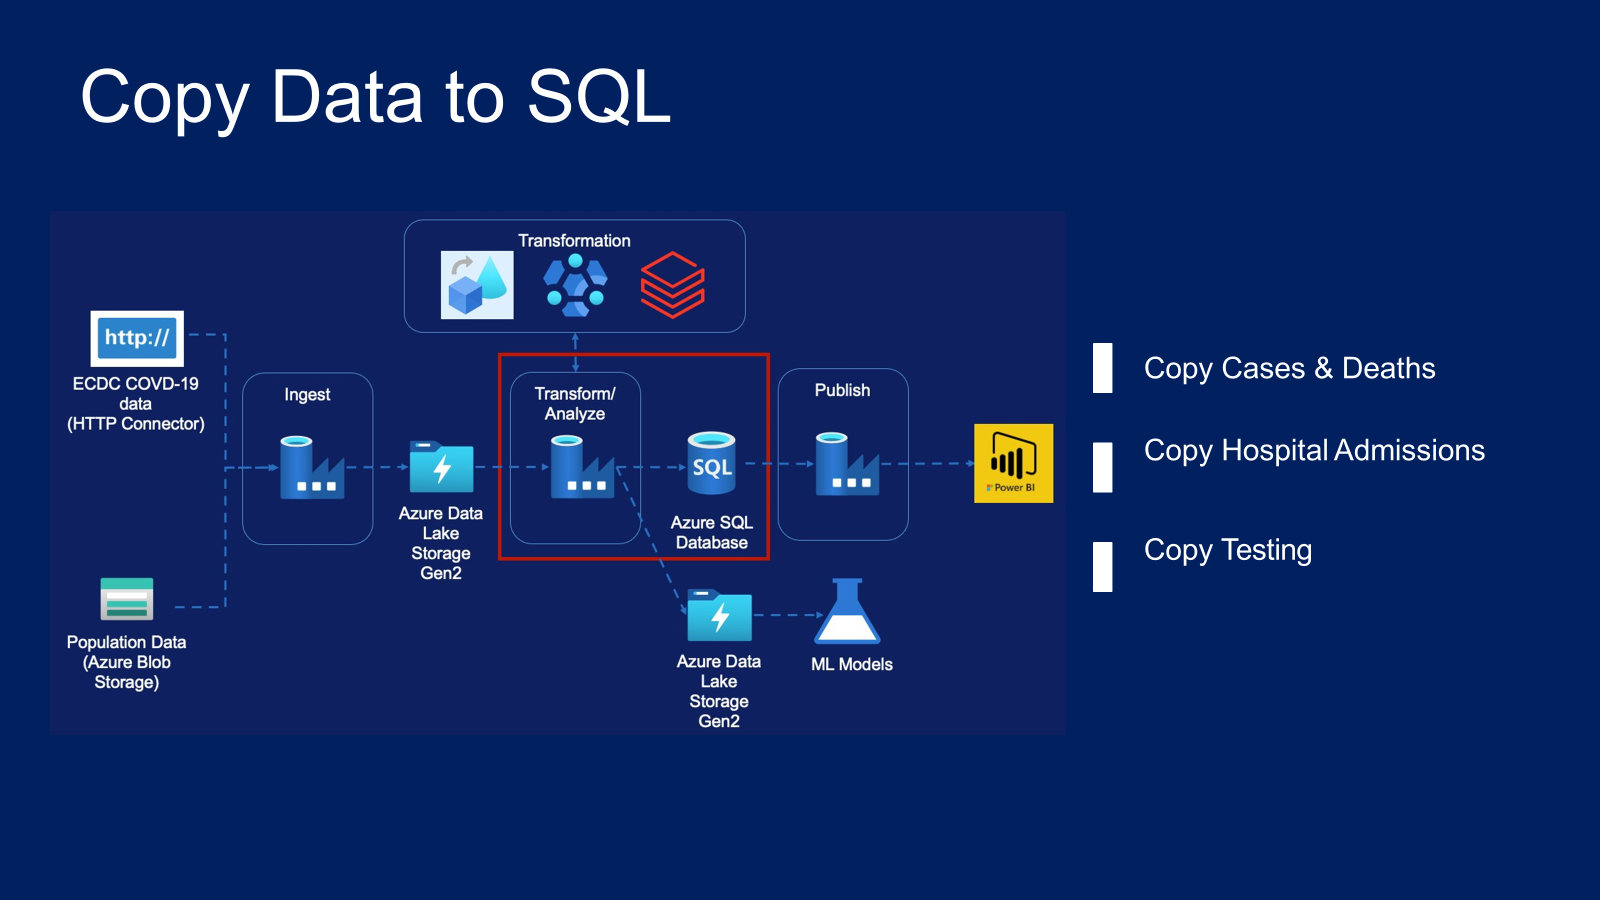 Copy Data to SQL
Transformation
http://
ECDC COVD-19
data
(HTTP Connector)
Ingest
Azure Data
Lake
Storage
Gen2
Transform/
Analyze
SQL
Azure SQL
Database
Publish
Power BI
Population Data
(Azure Blob
Storage)
Azure Data
Lake
Storage
Gen2
ML Models
Copy Cases & Deaths
Copy Hospital Admissions
Copy Testing